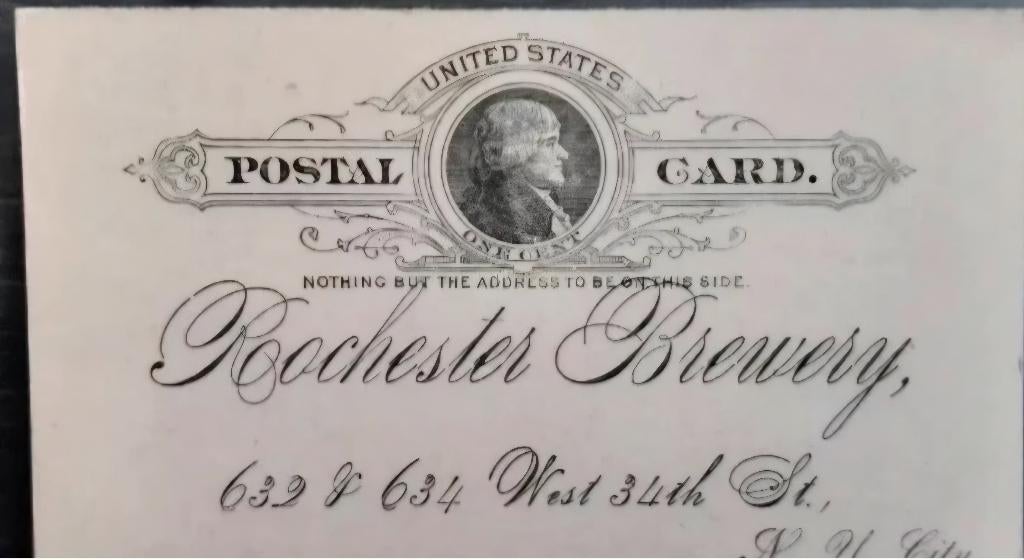 UNITED STATES
POSTAL CARD.
ONE CENT
NOTHING BUT THE ADDRESS TO BE ON THIS SIDE.
Rochester Brewery,
632 & 634 West 34th St.,
N. Y. City